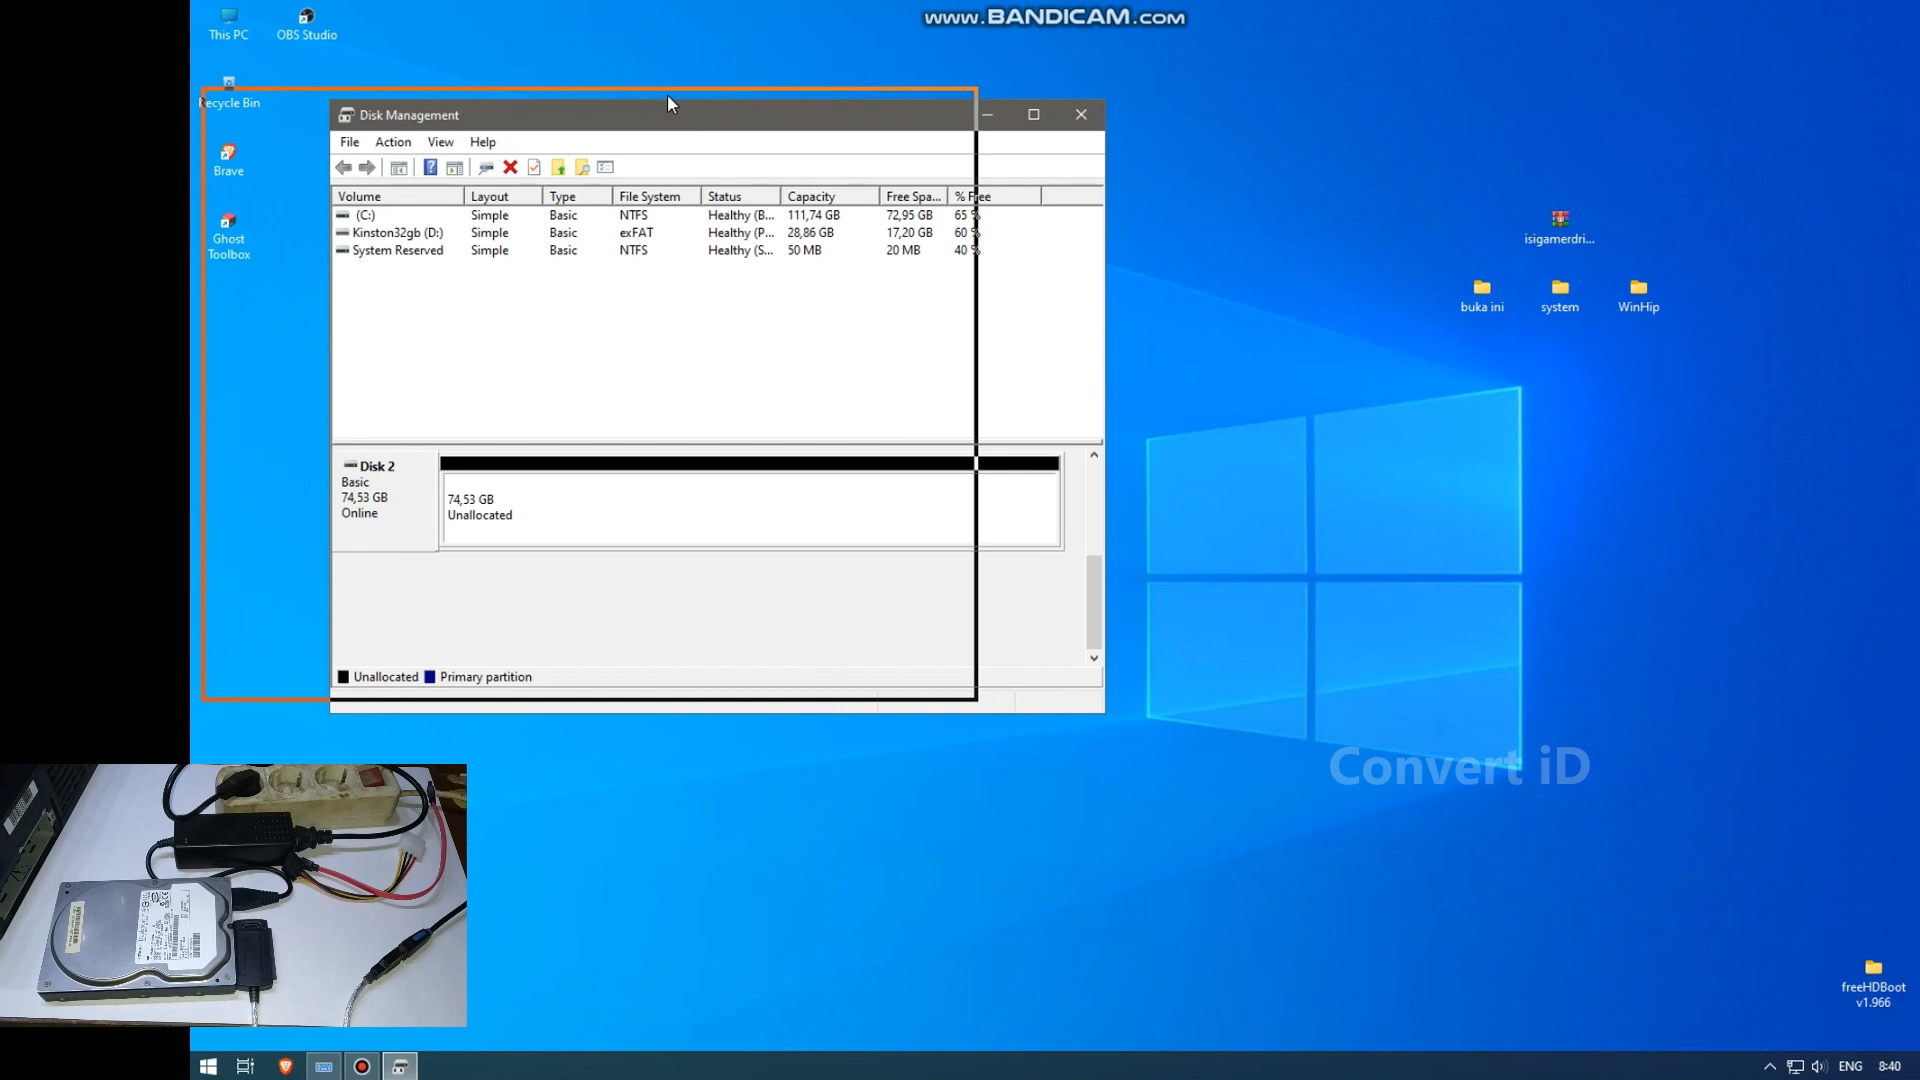 www.BANDICAM.com
This PC
OBS Studio
Recycle Bin
Brave
Ghost
Toolbox
Disk Management
File Action View Help
Volume Layout Type File System Status Capacity Free Spa... % Free
(C:) Simple Basic NTFS Healthy (B... 111,74 GB 72,95 GB 65 %
Kinston32gb (D:) Simple Basic exFAT Healthy (P... 28,86 GB 17,20 GB 60 %
System Reserved Simple Basic NTFS Healthy (S... 50 MB 20 MB 40 %
Disk 2
Basic
74,53 GB
Online
74,53 GB
Unallocated
Unallocated Primary partition
isigamerdri...
buka ini
system
WinHip
Convert iD
freeHDBoot
v1.966
ENG 8:40